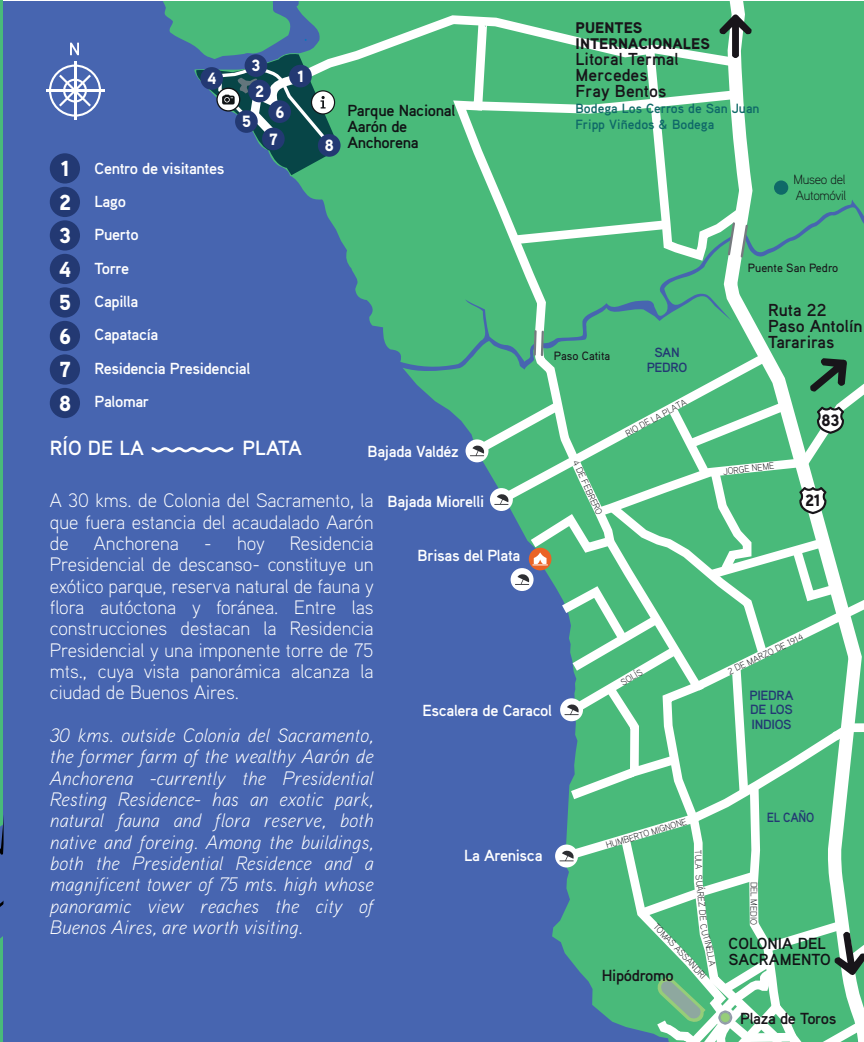 N
PUENTES
INTERNACIONALES
Litoral Termal
Mercedes
Fray Bentos
Bodega Los Cerros de San Juan
Fripp Viñedos & Bodega
1
2
3
4
5
6
7
8
i
Parque Nacional
Aarón de
Anchorena
Museo del
Automóvil
1 Centro de visitantes
2 Lago
3 Puerto
4 Torre
5 Capilla
6 Capatacía
7 Residencia Presidencial
8 Palomar
Puente San Pedro
Ruta 22
Paso Antolín
Tarariras
Paso Catita
SAN
PEDRO
83
RIO DE LA PLATA
RÍO DE LA PLATA
Bajada Valdéz
JORGE NEME
4 DE FEBRERO
21
Bajada Miorelli
Brisas del Plata
A 30 kms. de Colonia del Sacramento, la
que fuera estancia del acaudalado Aarón
de Anchorena - hoy Residencia
Presidencial de descanso- constituye un
exótico parque, reserva natural de fauna y
flora autóctona y foránea. Entre las
construcciones destacan la Residencia
Presidencial y una imponente torre de 75
mts., cuya vista panorámica alcanza la
ciudad de Buenos Aires.
2 DE MARZO DE 1914
SOLÍS
PIEDRA
DE LOS
INDIOS
Escalera de Caracol
30 kms. outside Colonia del Sacramento,
the former farm of the wealthy Aarón de
Anchorena -currently the Presidential
Resting Residence- has an exotic park,
natural fauna and flora reserve, both
native and foreing. Among the buildings,
both the Presidential Residence and a
magnificent tower of 75 mts. high whose
panoramic view reaches the city of
Buenos Aires, are worth visiting.
EL CAÑO
HUMBERTO MIGNONE
La Arenisca
TULA SUÁREZ DE CUTINELLA
DEL MEDIO
TOMÁS ASSANDRI
COLONIA DEL
SACRAMENTO
Hipódromo
Plaza de Toros